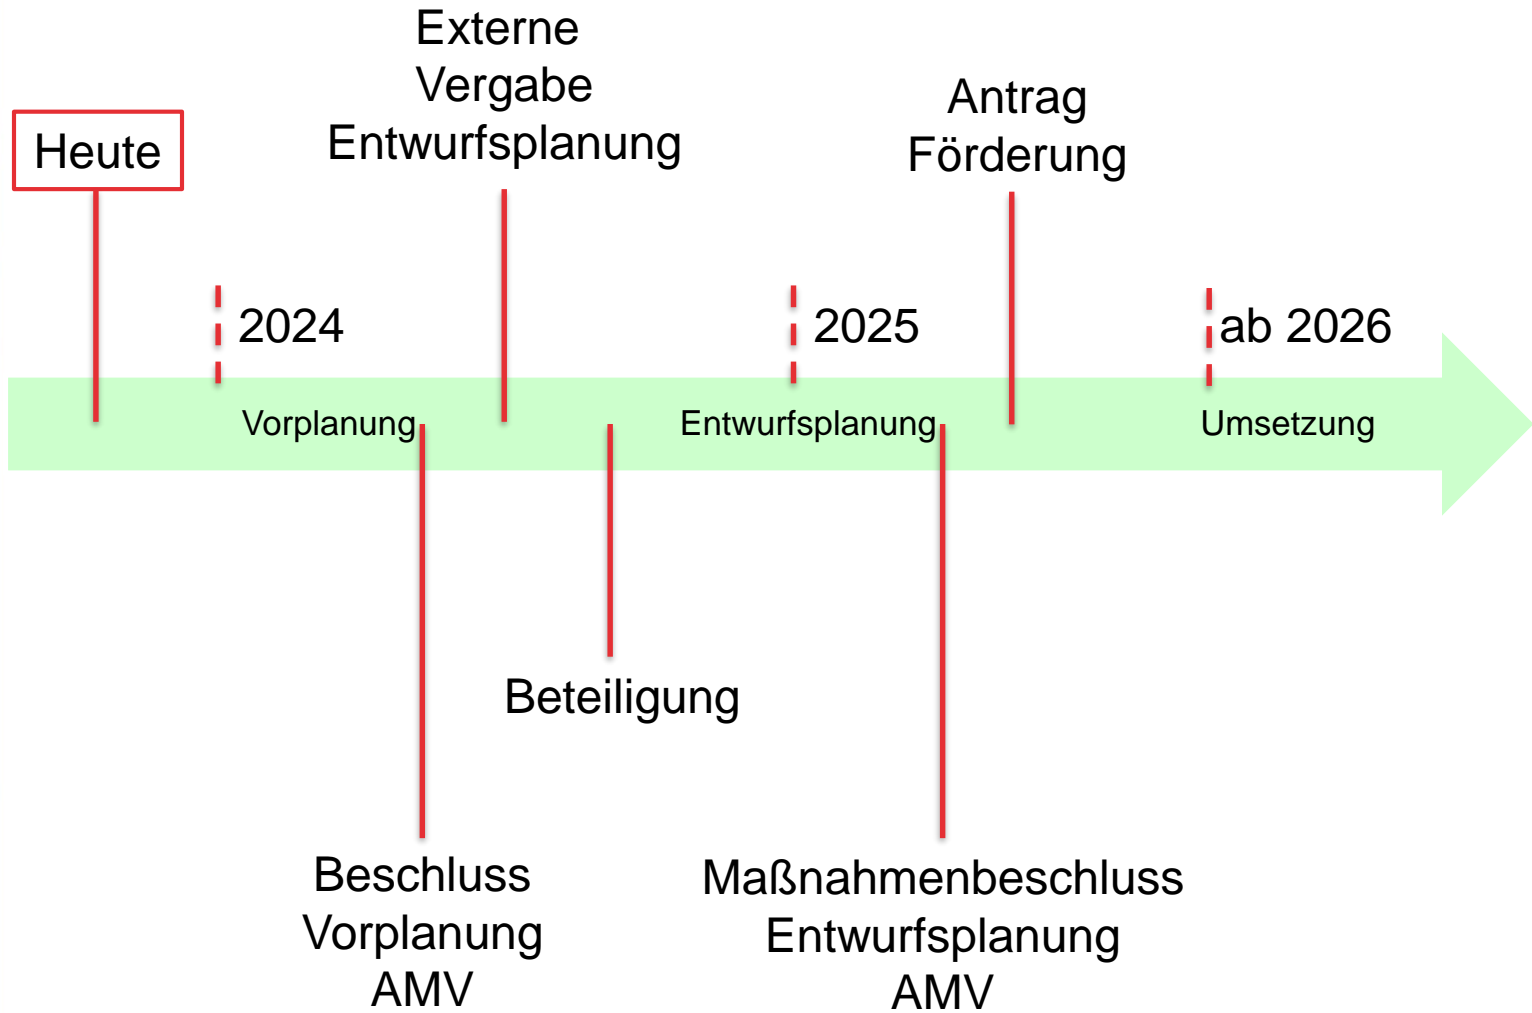 Externe
Vergabe
Entwurfsplanung
Antrag
Förderung
Heute
2024
2025
ab 2026
Vorplanung
Entwurfsplanung
Umsetzung
Beteiligung
Beschluss
Vorplanung
AMV
Maßnahmenbeschluss
Entwurfsplanung
AMV